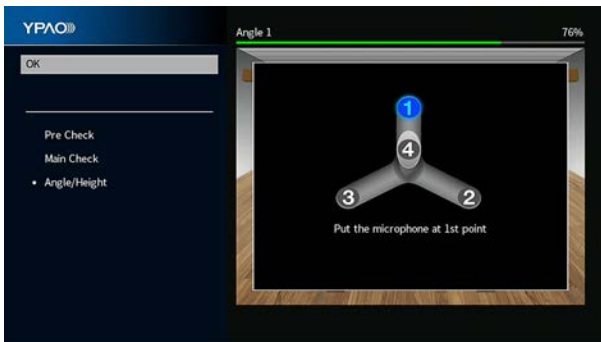 YPAO
Angle 1
76%
OK
Pre Check
Main Check
• Angle/Height
1
4
3
2
Put the microphone at 1st point